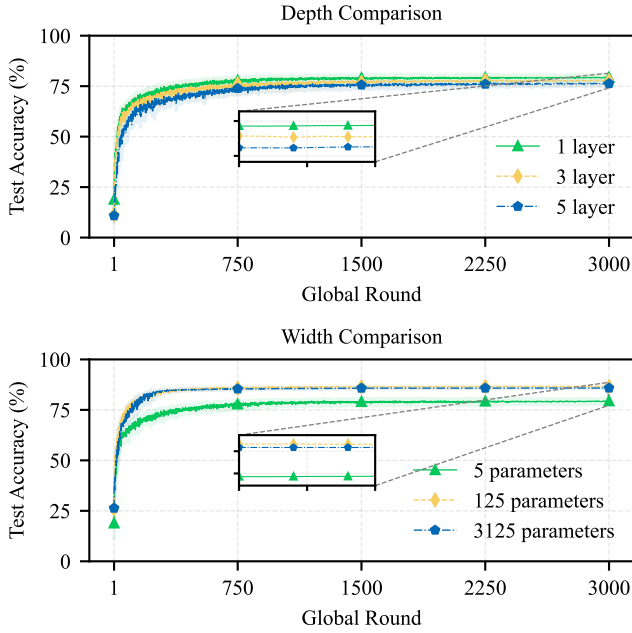 Depth Comparison
100
75
50
25
0
Test Accuracy (%)
1 layer
3 layer
5 layer
1 750 1500 2250 3000
Global Round
Width Comparison
100
75
50
25
0
Test Accuracy (%)
5 parameters
125 parameters
3125 parameters
1 750 1500 2250 3000
Global Round